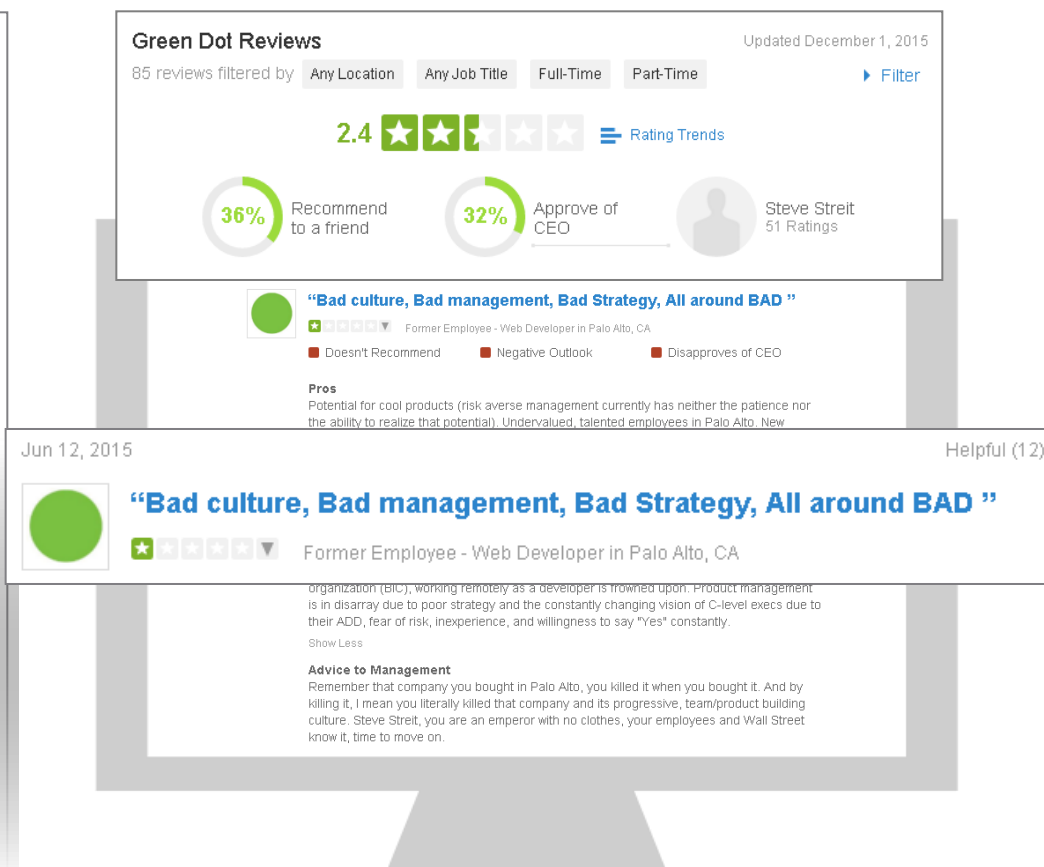 Green Dot Reviews
Updated December 1, 2015
85 reviews filtered by Any Location Any Job Title Full-Time Part-Time
Filter
2.4 Rating Trends
36% Recommend to a friend
32% Approve of CEO
Steve Streit
51 Ratings
“Bad culture, Bad management, Bad Strategy, All around BAD ”
Former Employee - Web Developer in Palo Alto, CA
Doesn't Recommend Negative Outlook Disapproves of CEO
Pros
Potential for cool products (risk averse management currently has neither the patience nor
the ability to realize that potential). Undervalued, talented employees in Palo Alto. New
Jun 12, 2015
Helpful (12)
“Bad culture, Bad management, Bad Strategy, All around BAD ”
Former Employee - Web Developer in Palo Alto, CA
organization (BIC), working remotely as a developer is frowned upon. Product management
is in disarray due to poor strategy and the constantly changing vision of C-level execs due to
their ADD, fear of risk, inexperience, and willingness to say "Yes" constantly.
Show Less
Advice to Management
Remember that company you bought in Palo Alto, you killed it when you bought it. And by
killing it, I mean you literally killed that company and its progressive, team/product building
culture. Steve Streit, you are an emperor with no clothes, your employees and Wall Street
know it, time to move on.